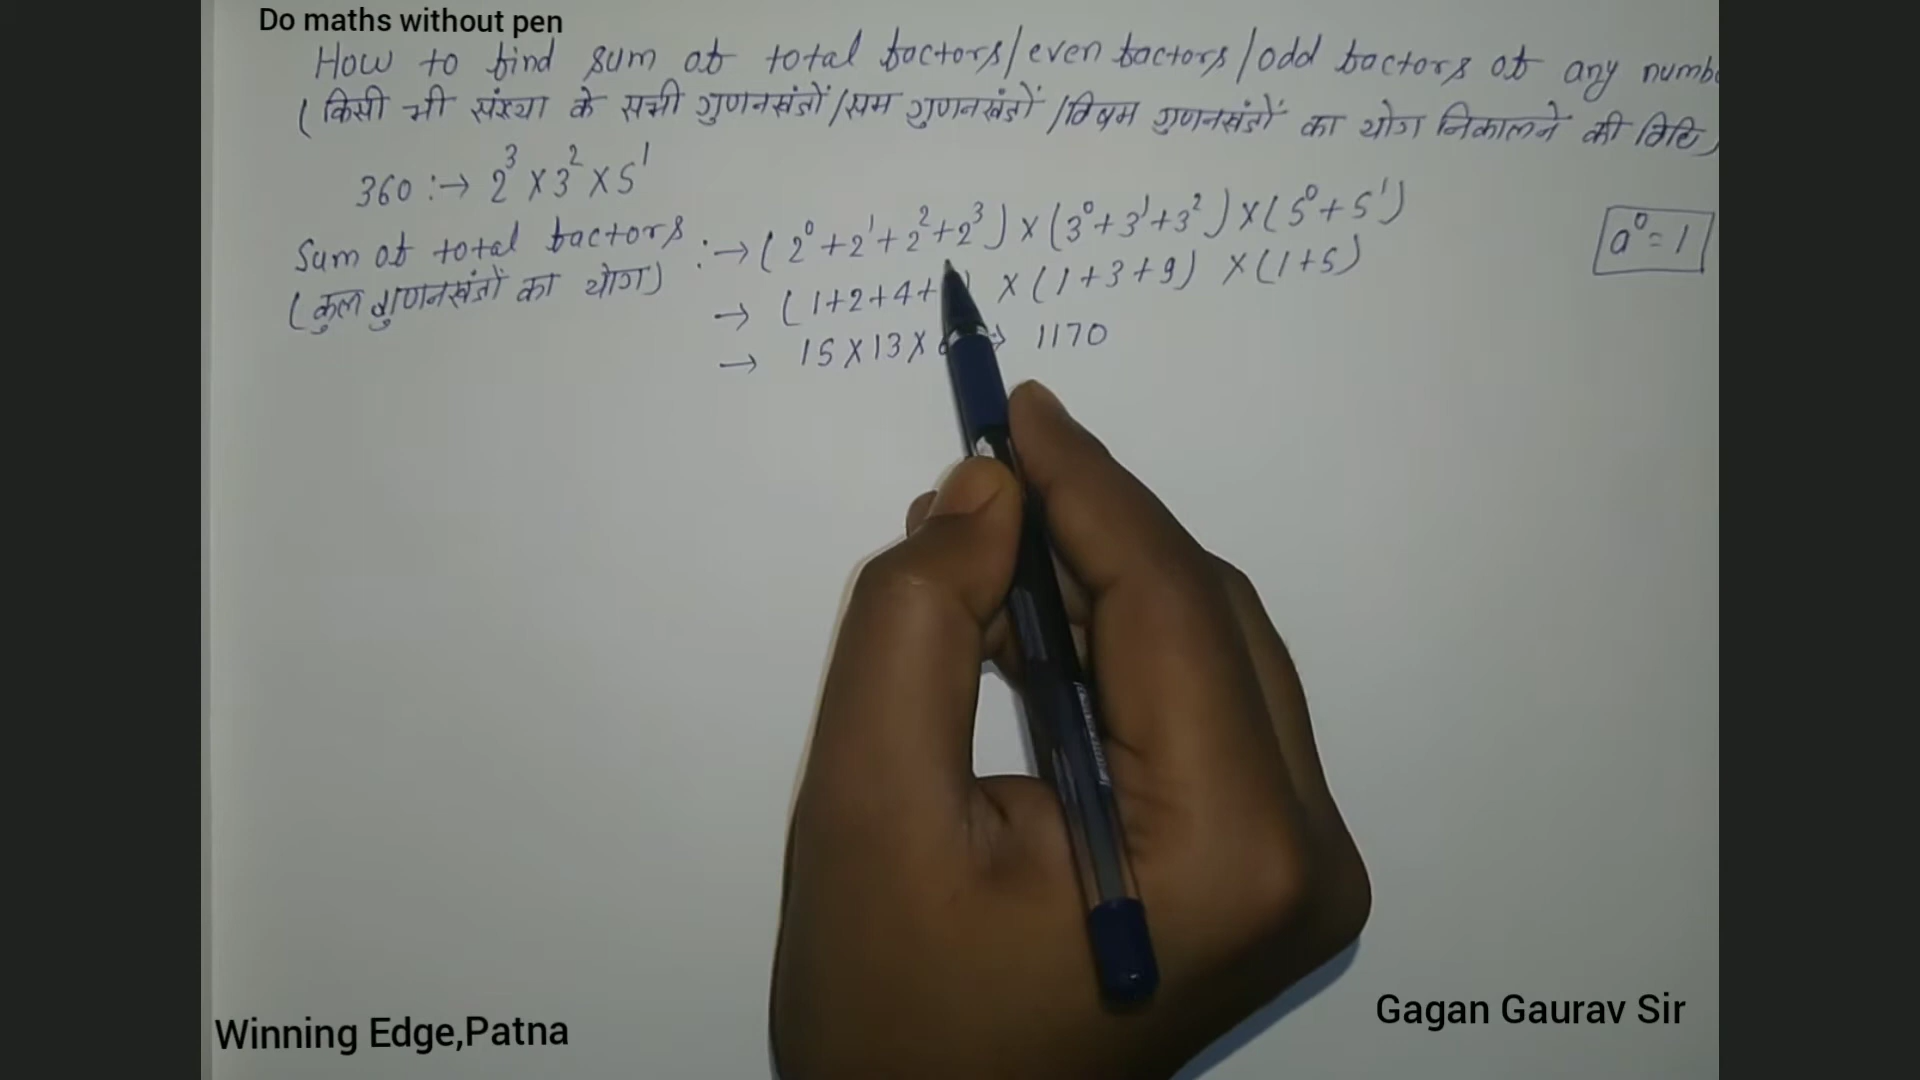 Do maths without pen
How to find sum of total factors/even factors/odd factors of any numbe
(किसी भी संख्या के सभी गुणनखंडों/सम गुणनखंडों/विषम गुणनखंडों का योग निकालने की विधि)
360 :→ 2³ × 3² × 5¹
Sum of total factors :→ (2⁰ + 2¹ + 2² + 2³) × (3⁰ + 3¹ + 3²) × (5⁰ + 5¹)
a⁰ = 1
(कुल गुणनखंडों का योग)
→ (1+2+4+ ) × (1+3+9) × (1+5)
→ 15 × 13 × → 1170
Winning Edge,Patna
Gagan Gaurav Sir